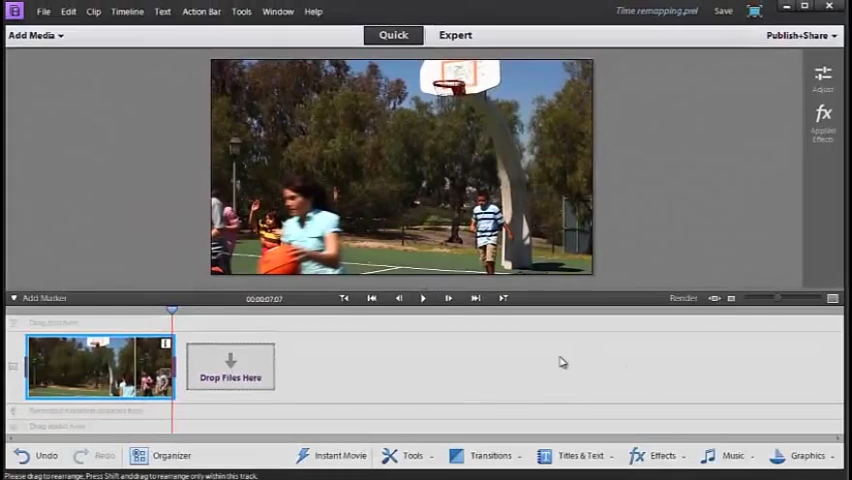 File Edit Clip Timeline Text Action Bar Tools Window Help Time remapping.prel Save
Add Media Quick Expert Publish+Share
Adjust
fx
Applied Effects
Add Marker 00:00:07:07 Render
Drop Files Here
Undo Redo Organizer Instant Movie Tools Transitions Titles & Text fx Effects Music Graphics
Please drag to rearrange, Press Shift and drag to rearrange only within this track.